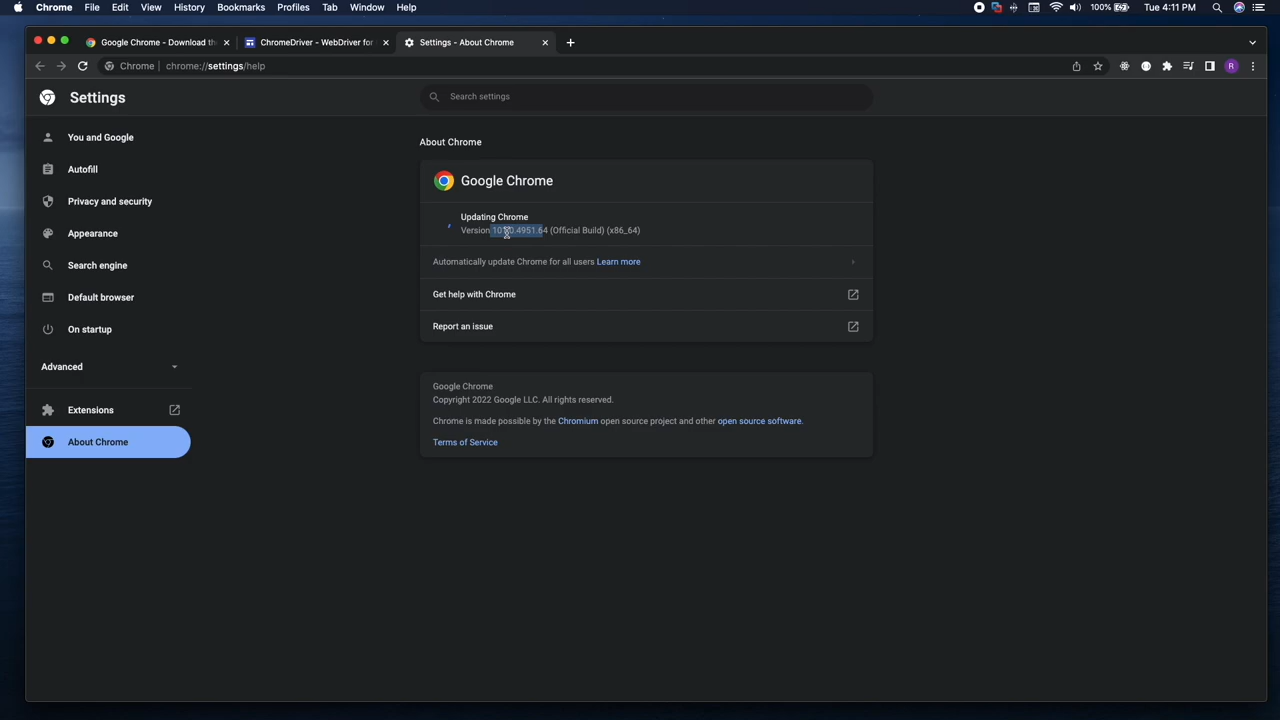 Chrome File Edit View History Bookmarks Profiles Tab Window Help 100% Tue 4:11 PM
Google Chrome - Download th ChromeDriver - WebDriver for Settings - About Chrome
Chrome chrome://settings/help R
Settings
Search settings
You and Google
Autofill
Privacy and security
Appearance
Search engine
Default browser
On startup
Advanced
Extensions
About Chrome
About Chrome
Google Chrome
Updating Chrome
Version .4951.64 (Official Build) (x86_64)
Automatically update Chrome for all users Learn more
Get help with Chrome
Report an issue
Google Chrome
Copyright 2022 Google LLC. All rights reserved.
Chrome is made possible by the Chromium open source project and other open source software.
Terms of Service